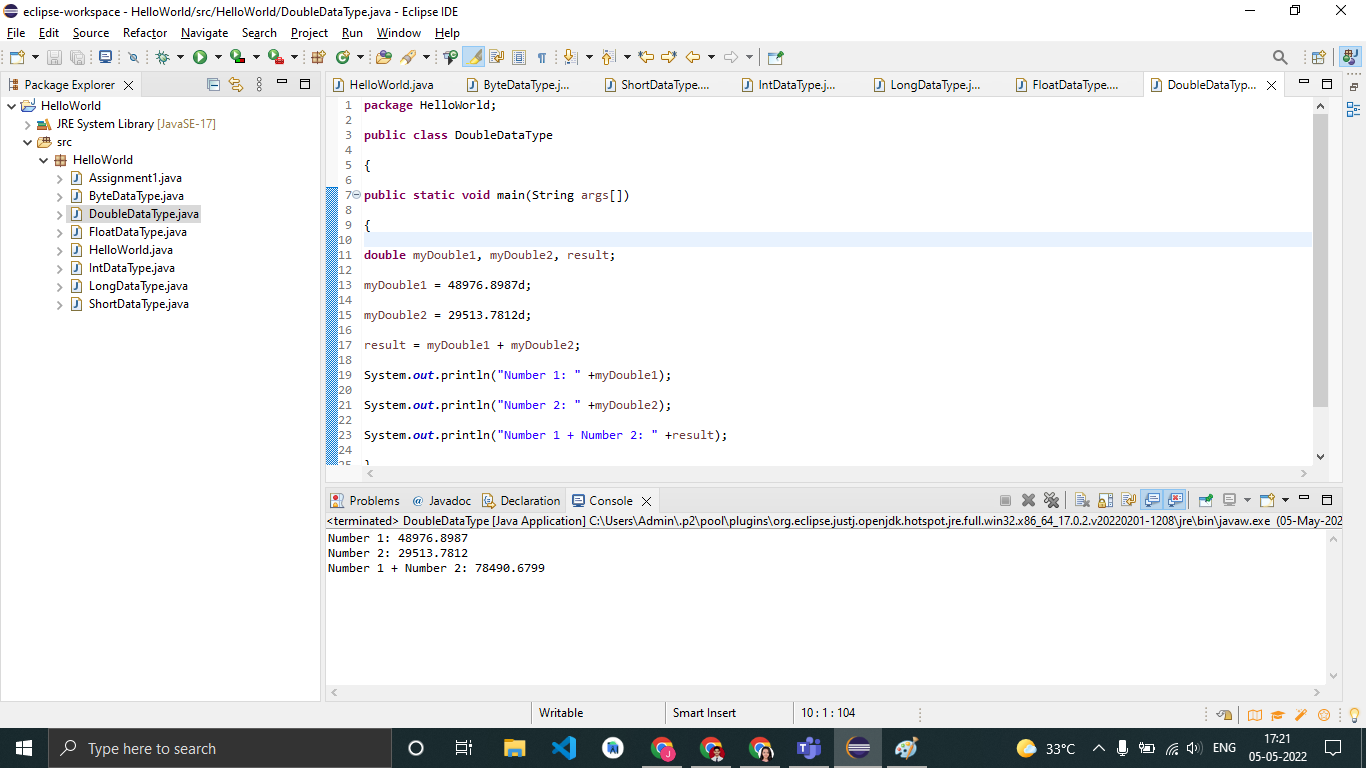 eclipse-workspace - HelloWorld/src/HelloWorld/DoubleDataType.java - Eclipse IDE
File Edit Source Refactor Navigate Search Project Run Window Help
Package Explorer
HelloWorld
JRE System Library [JavaSE-17]
src
HelloWorld
Assignment1.java
ByteDataType.java
DoubleDataType.java
FloatDataType.java
HelloWorld.java
IntDataType.java
LongDataType.java
ShortDataType.java
HelloWorld.java ByteDataType.j... ShortDataType.... IntDataType.j... LongDataType.j... FloatDataType.... DoubleDataTyp...
1 package HelloWorld;
2
3 public class DoubleDataType
4
5 {
6
7 public static void main(String args[])
8
9 {
10
11 double myDouble1, myDouble2, result;
12
13 myDouble1 = 48976.8987d;
14
15 myDouble2 = 29513.7812d;
16
17 result = myDouble1 + myDouble2;
18
19 System.out.println("Number 1: " +myDouble1);
20
21 System.out.println("Number 2: " +myDouble2);
22
23 System.out.println("Number 1 + Number 2: " +result);
24
25 }
Problems @ Javadoc Declaration Console
<terminated> DoubleDataType [Java Application] C:\Users\Admin\.p2\pool\plugins\org.eclipse.justj.openjdk.hotspot.jre.full.win32.x86_64_17.0.2.v20220201-1208\jre\bin\javaw.exe (05-May-202
Number 1: 48976.8987
Number 2: 29513.7812
Number 1 + Number 2: 78490.6799
Writable Smart Insert 10 : 1 : 104
Type here to search
33°C ENG
17:21
05-05-2022